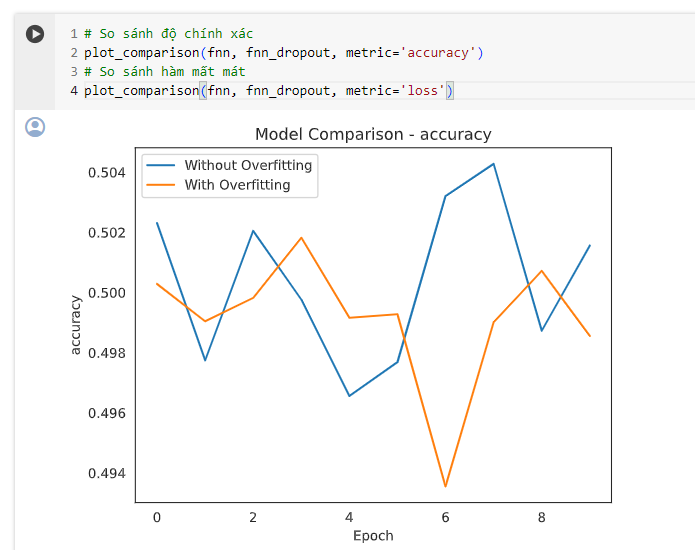 1 # So sánh độ chính xác
2 plot_comparison(fnn, fnn_dropout, metric='accuracy')
3 # So sánh hàm mất mát
4 plot_comparison(fnn, fnn_dropout, metric='loss')
Model Comparison - accuracy
Without Overfitting
With Overfitting
0.504
0.502
0.500
0.498
0.496
0.494
accuracy
0 2 4 6 8
Epoch